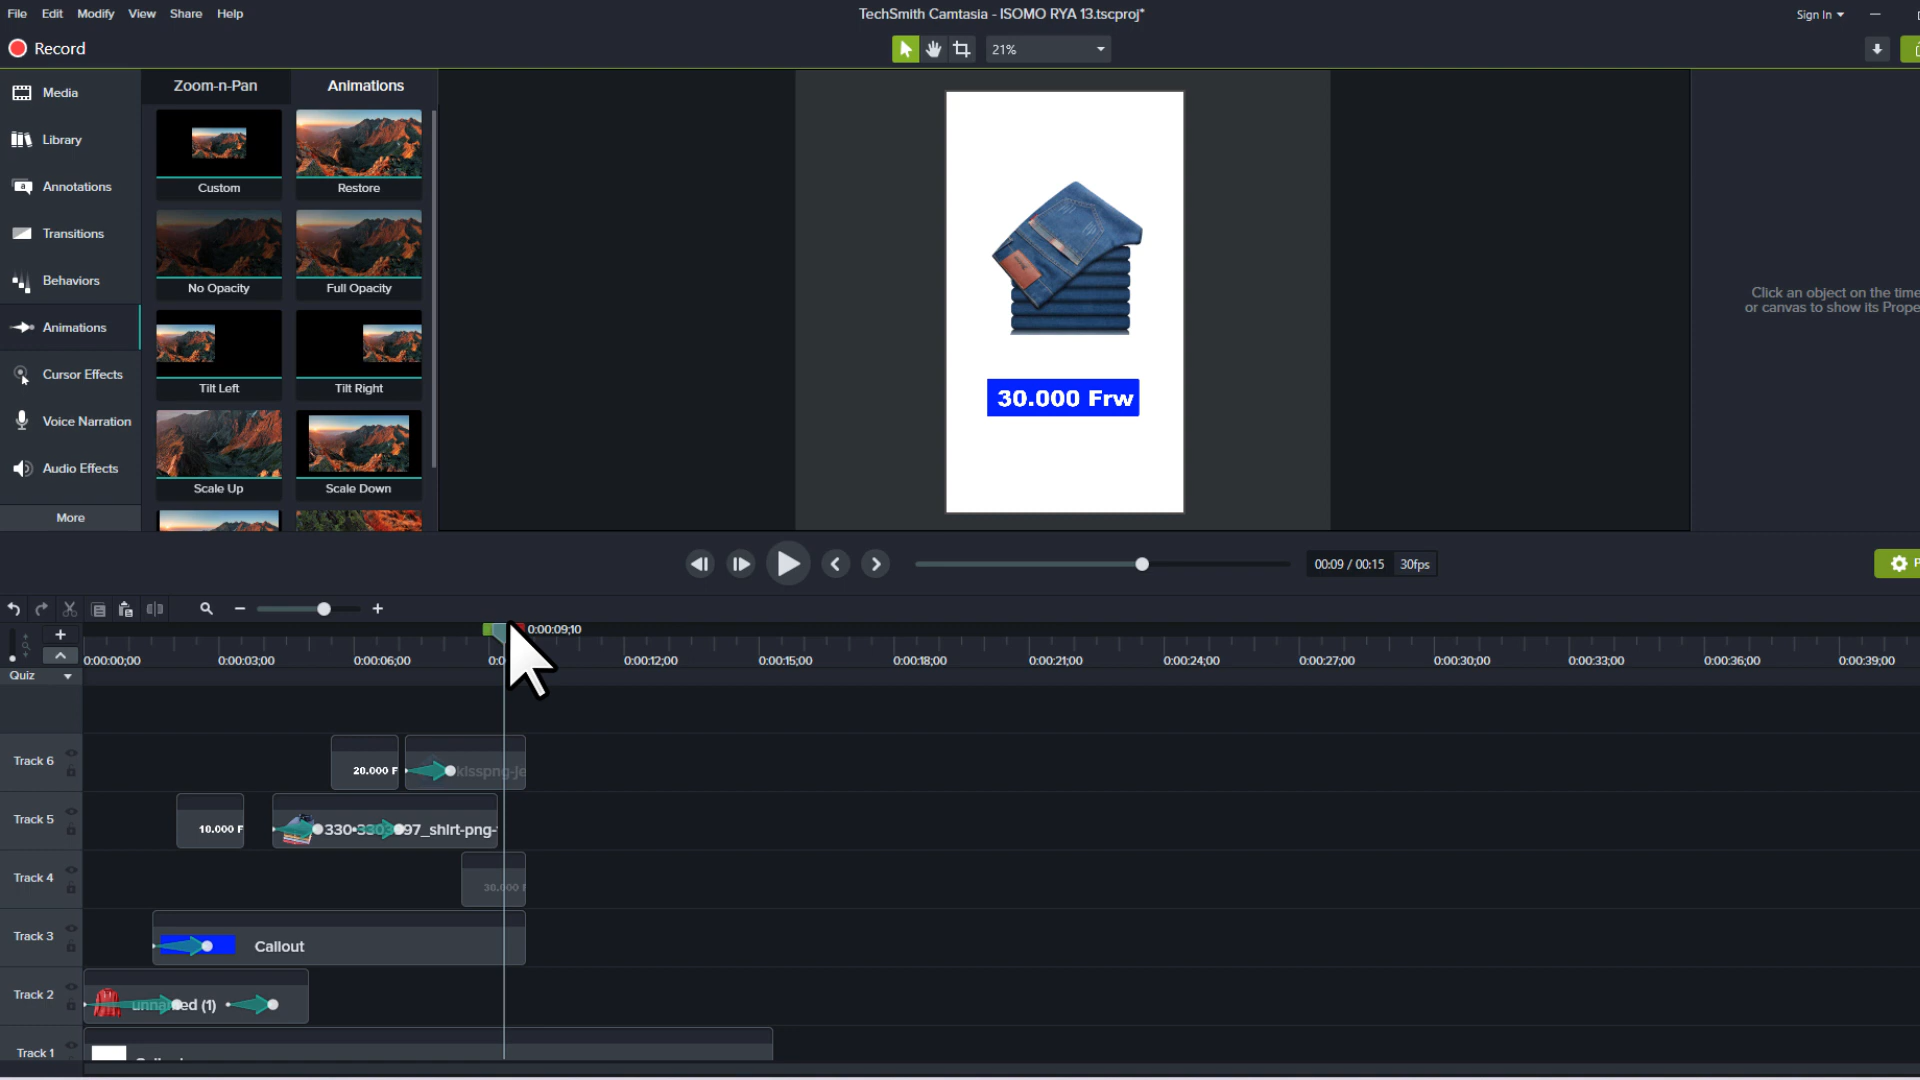 File Edit Modify View Share Help
TechSmith Camtasia - ISOMO RYA 13.tscproj*
Sign In
Record
21%
Media
Library
Annotations
Transitions
Behaviors
Animations
Cursor Effects
Voice Narration
Audio Effects
More
Zoom-n-Pan Animations
Custom Restore
No Opacity Full Opacity
Tilt Left Tilt Right
Scale Up Scale Down
30.000 Frw
Click an object on the time
or canvas to show its Prope
00:09 / 00:15 30fps
0:00:09;10
0:00:00;00 0:00:03;00 0:00:06;00 0:00:12;00 0:00:15;00 0:00:18;00 0:00:21;00 0:00:24;00 0:00:27;00 0:00:30;00 0:00:33;00 0:00:36;00 0:00:39;00
Quiz
Track 6 20.000 F kisspng-je
Track 5 10.000 F 330-3303 97_shirt-png-
Track 4 30.000 F
Track 3 Callout
Track 2 unna ed (1)
Track 1